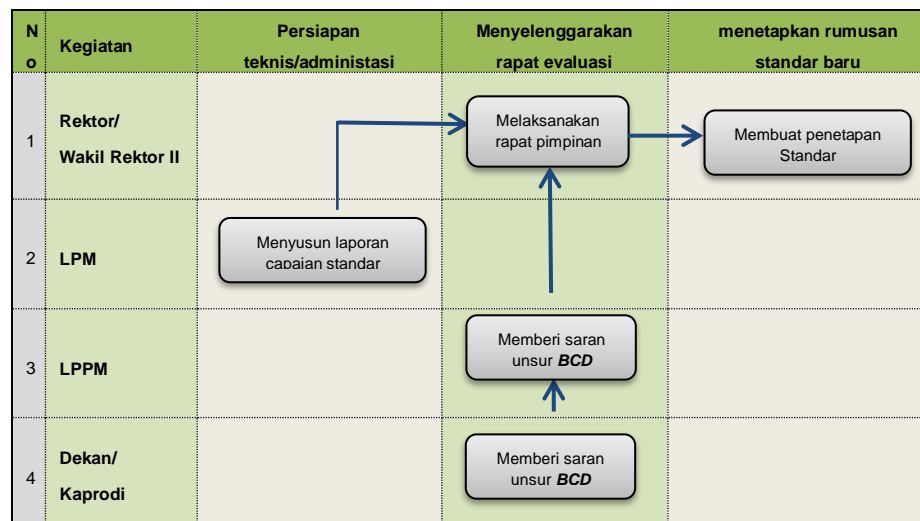 No
Kegiatan
Persiapan
teknis/administasi
Menyelenggarakan
rapat evaluasi
menetapkan rumusan
standar baru
1
Rektor/
Wakil Rektor II
Melaksanakan
rapat pimpinan
Membuat penetapan
Standar
2
LPM
Menyusun laporan
capaian standar
3
LPPM
Memberi saran
unsur BCD
4
Dekan/
Kaprodi
Memberi saran
unsur BCD